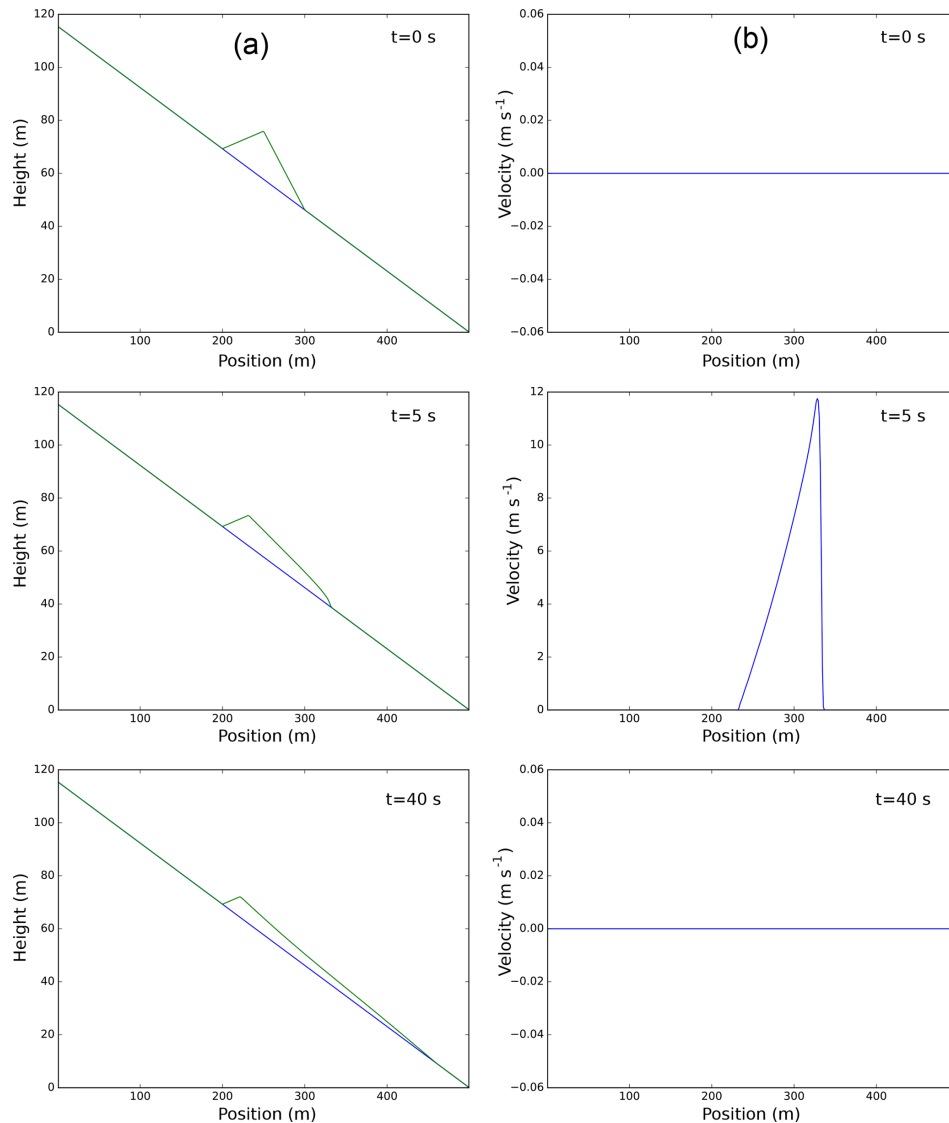 (a)
t=0 s
Height (m)
120
100
80
60
40
20
0
100 200 300 400
Position (m)
(b)
t=0 s
Velocity (m s-1)
0.06
0.04
0.02
0.00
−0.02
−0.04
−0.06
100 200 300 400
Position (m)
t=5 s
Height (m)
120
100
80
60
40
20
0
100 200 300 400
Position (m)
t=5 s
Velocity (m s-1)
12
10
8
6
4
2
0
100 200 300 400
Position (m)
t=40 s
Height (m)
120
100
80
60
40
20
0
100 200 300 400
Position (m)
t=40 s
Velocity (m s-1)
0.06
0.04
0.02
0.00
−0.02
−0.04
−0.06
100 200 300 400
Position (m)